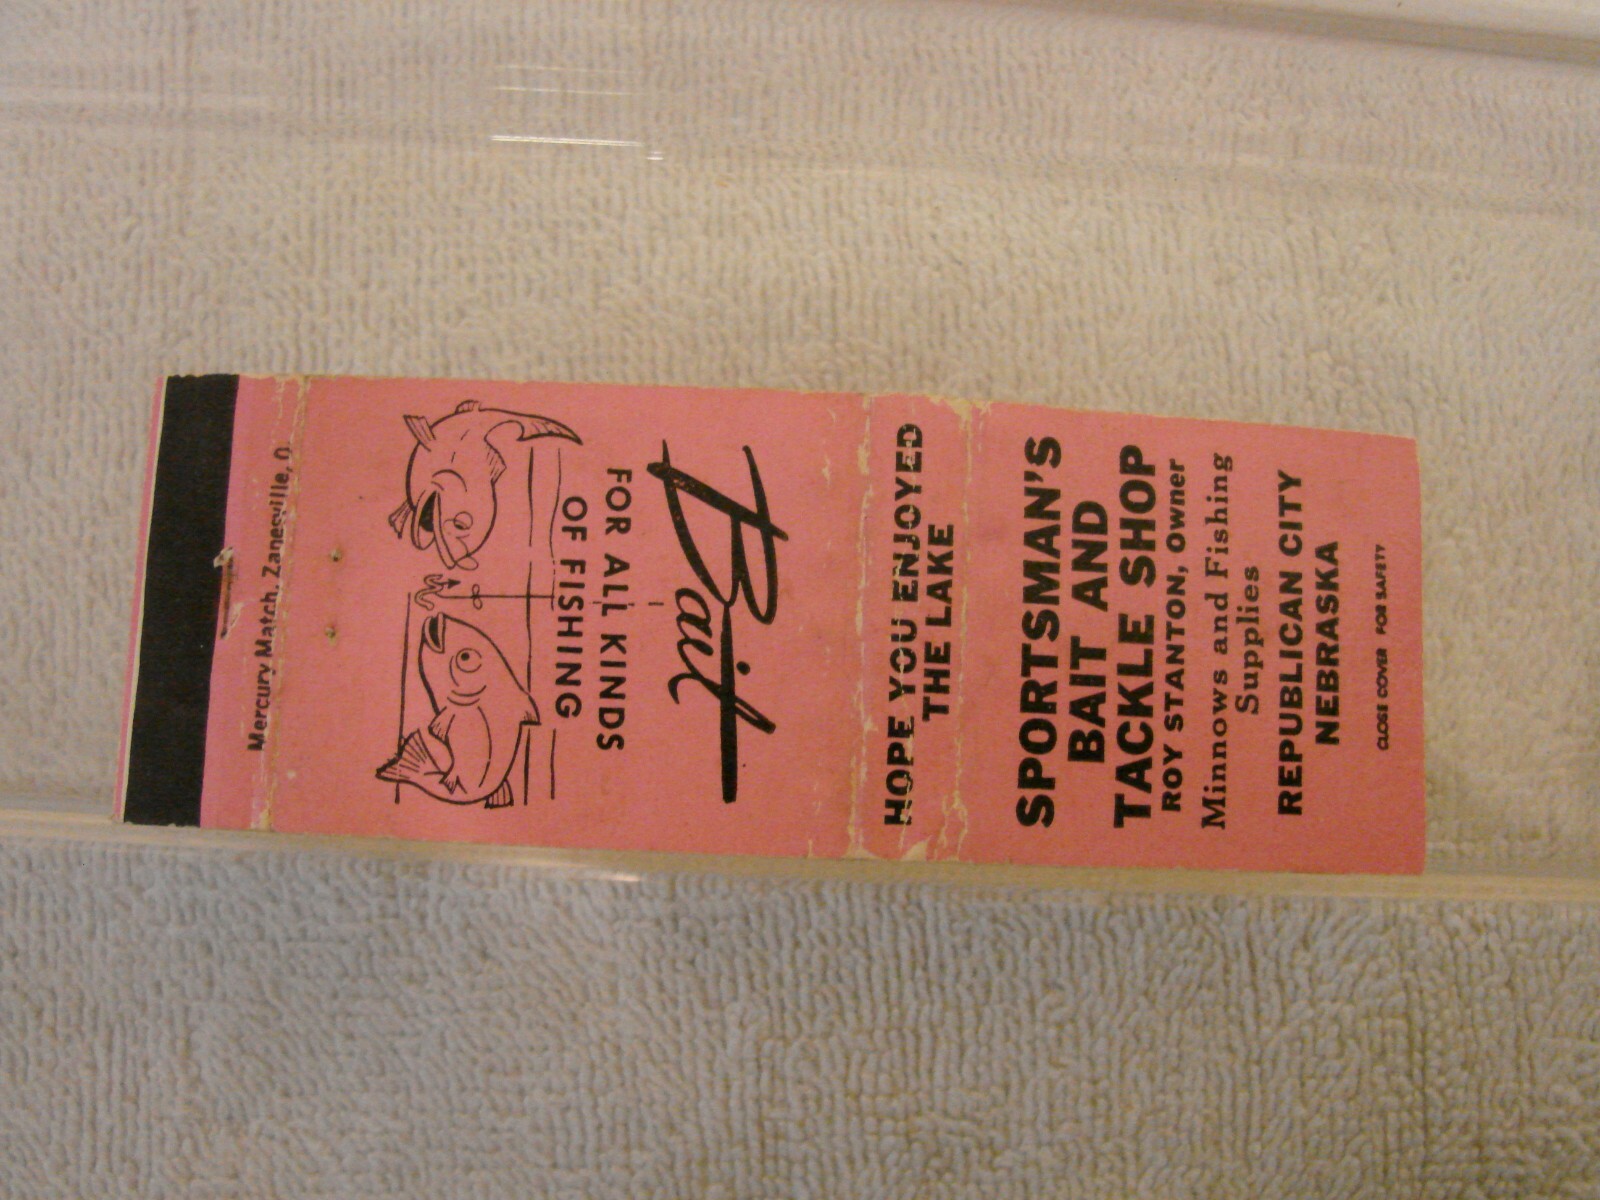 SPORTSMAN'S
BAIT AND
TACKLE SHOP
ROY STANTON, Owner
Minnows and Fishing
Supplies
REPUBLICAN CITY
NEBRASKA
CLOSE COVER FOR SAFETY
HOPE YOU ENJOYED
THE LAKE
Bait
FOR ALL KINDS
OF FISHING
Mercury Match, Zanesville, O.